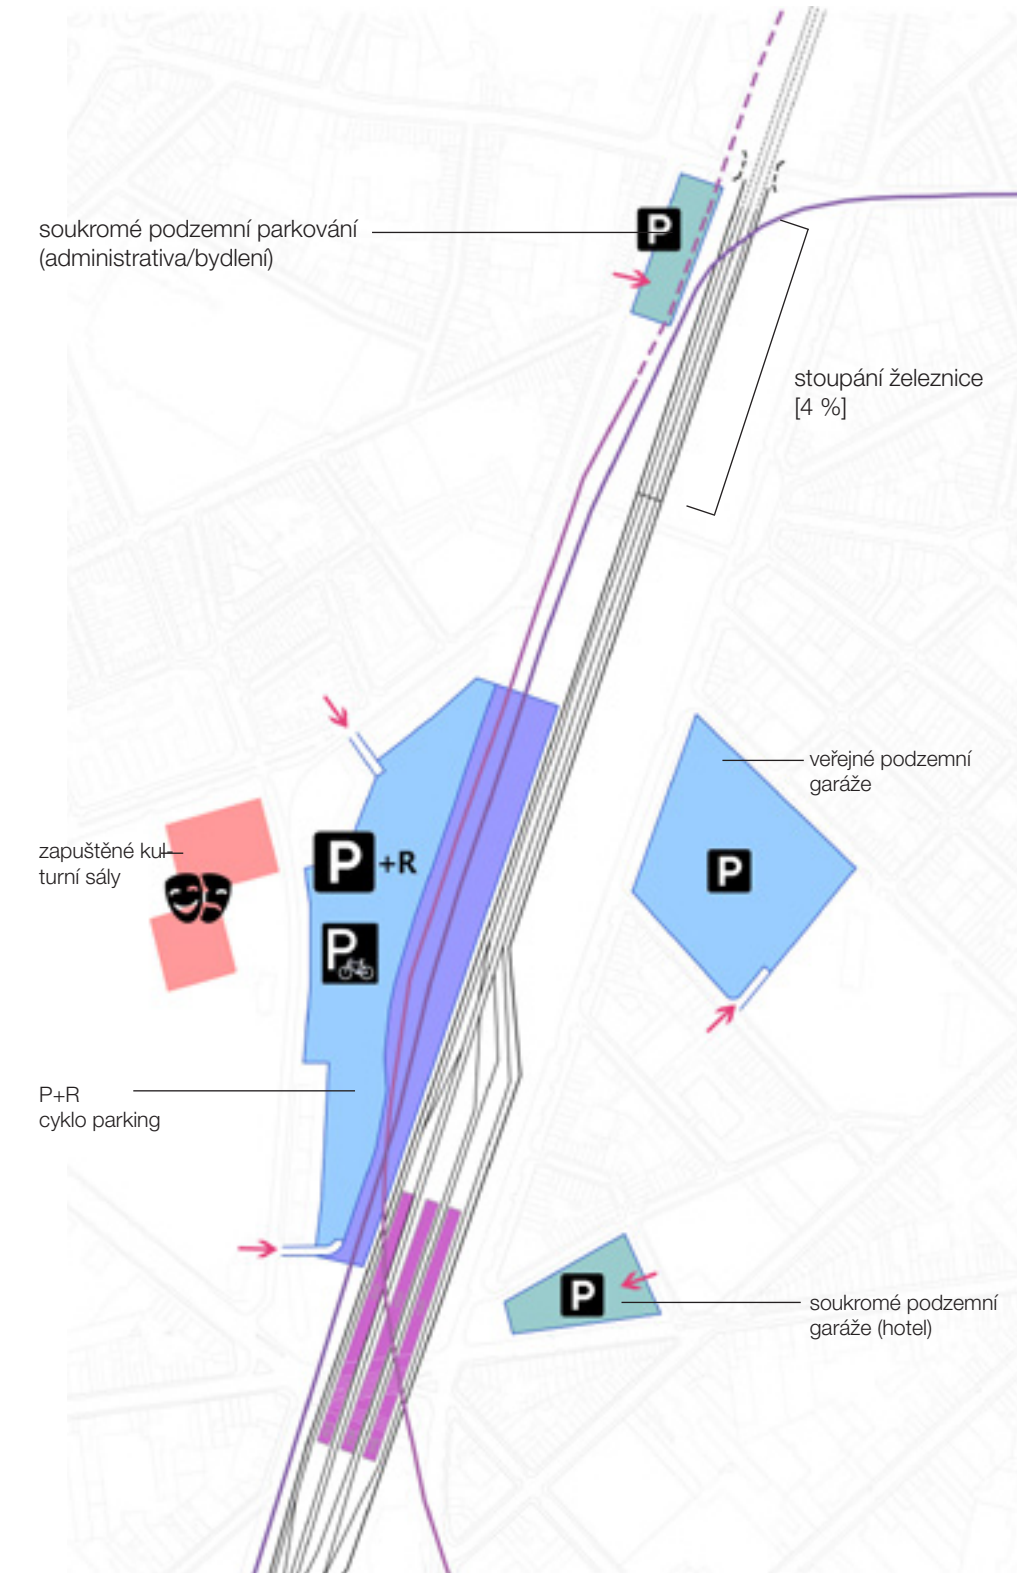 soukromé podzemní parkování
(administrativa/bydlení)
P
stoupání železnice
[4 %]
veřejné podzemní
garáže
zapuštěné kul-
turní sály
P+R
P
P
P+R
cyklo parking
P
soukromé podzemní
garáže (hotel)